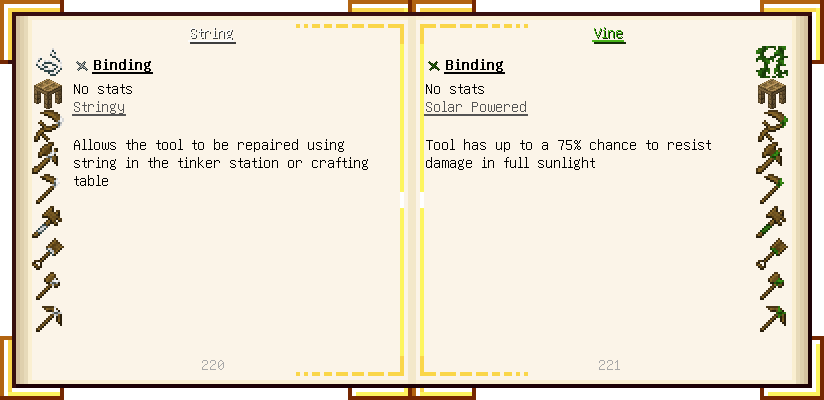 String
Binding
No stats
Stringy
Allows the tool to be repaired using
string in the tinker station or crafting
table
220
Vine
Binding
No stats
Solar Powered
Tool has up to a 75% chance to resist
damage in full sunlight
221